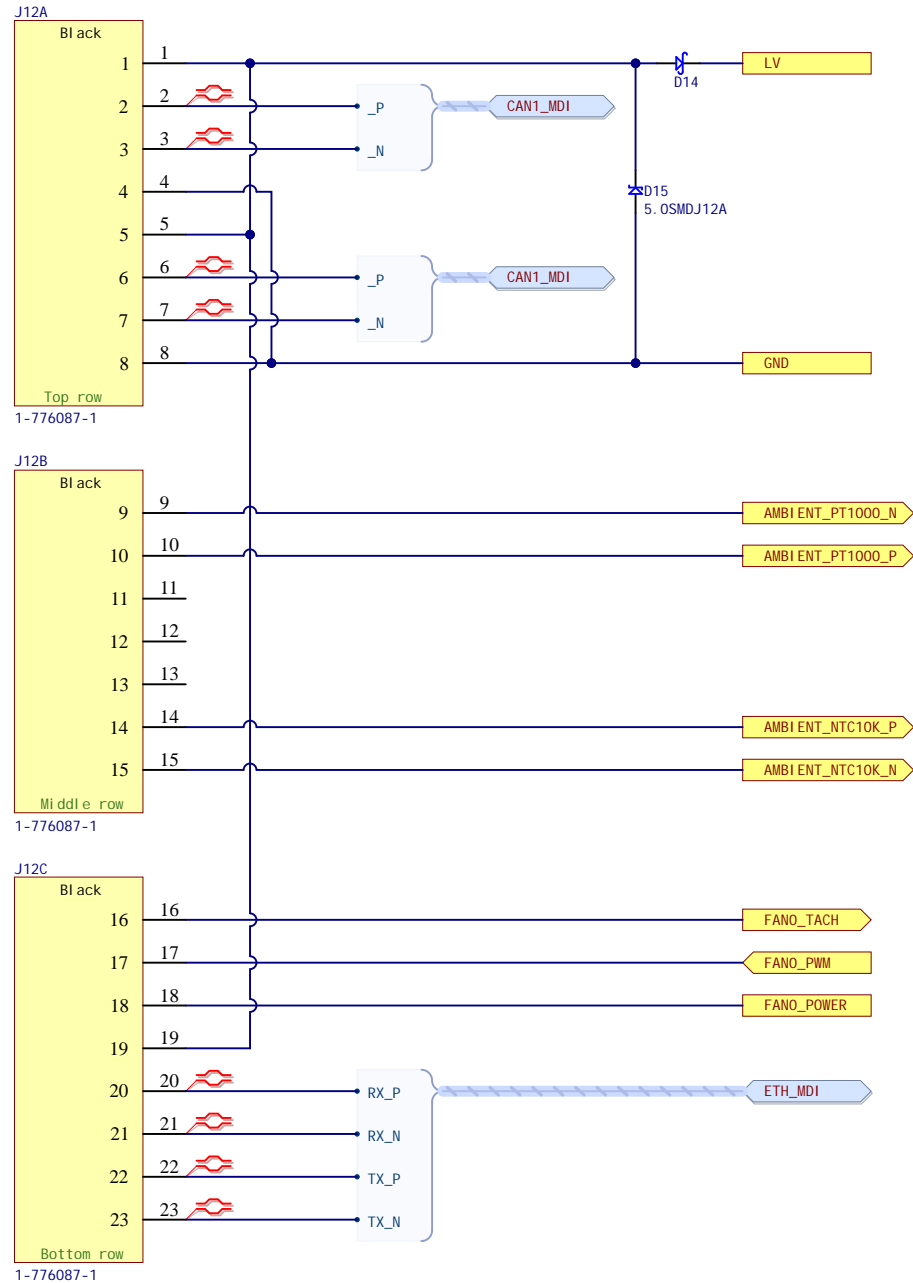 J12A
Black
1 1 LV
D14
2 2 _P CAN1_MDI
3 3 _N
4 4
D15
5.0SMDJ12A
5 5
6 6 _P CAN1_MDI
7 7 _N
8 8 GND
Top row
1-776087-1
J12B
Black
9 9 AMBIENT_PT1000_N
10 10 AMBIENT_PT1000_P
11 11
12 12
13 13
14 14 AMBIENT_NTC10K_P
15 15 AMBIENT_NTC10K_N
Middle row
1-776087-1
J12C
Black
16 16 FAN0_TACH
17 17 FAN0_PWM
18 18 FAN0_POWER
19 19
20 20 RX_P ETH_MDI
21 21 RX_N
22 22 TX_P
23 23 TX_N
Bottom row
1-776087-1